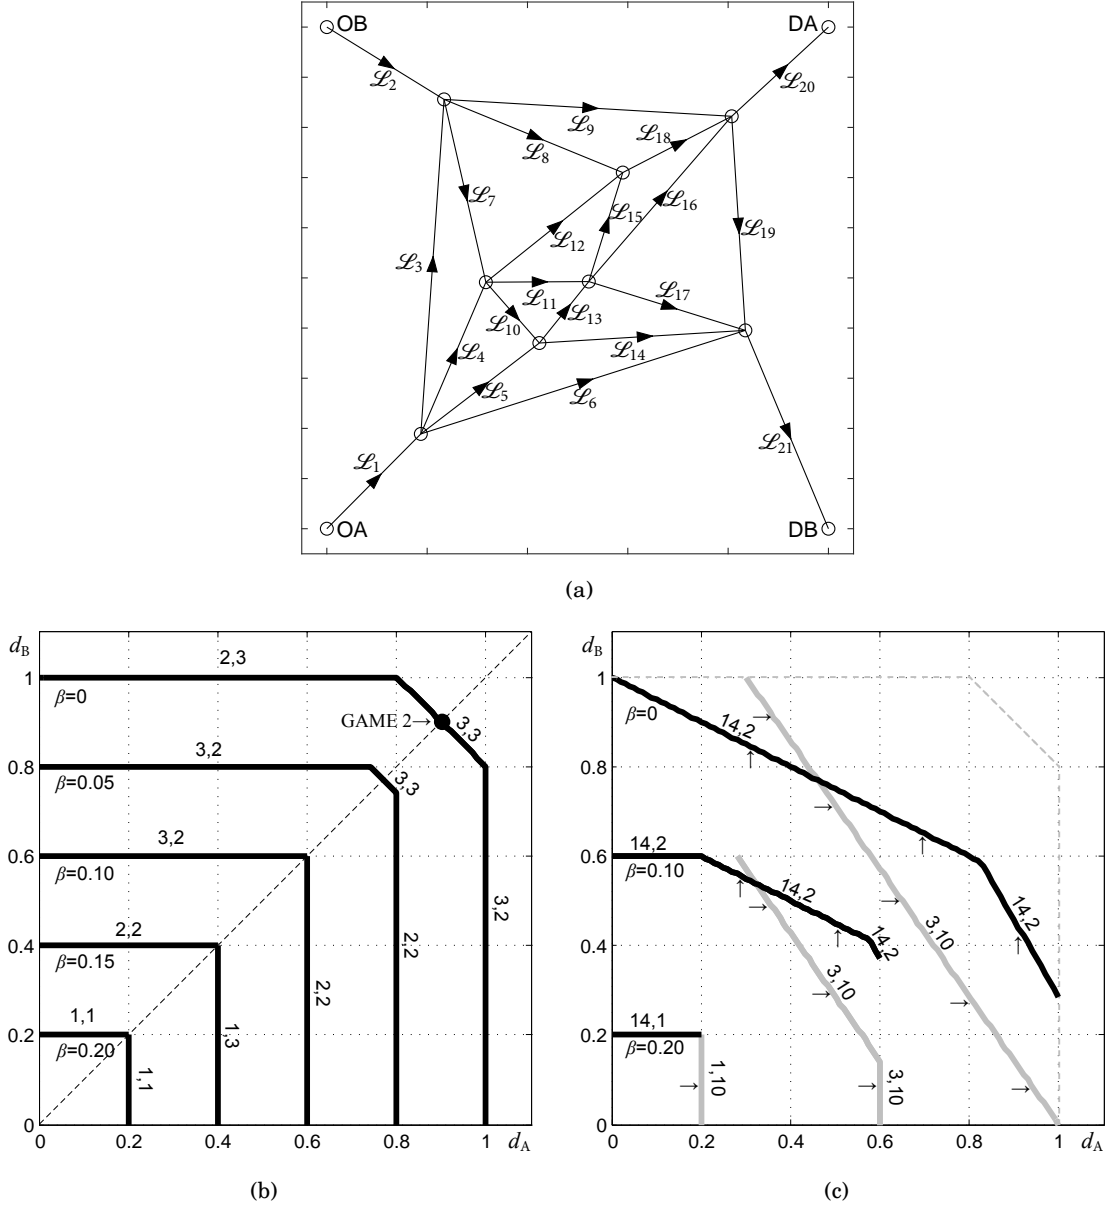 OB
DA
ℒ2
ℒ20
ℒ9
ℒ18
ℒ8
ℒ7
ℒ16
ℒ15
ℒ19
ℒ12
ℒ3
ℒ17
ℒ11
ℒ10
ℒ13
ℒ4
ℒ14
ℒ5
ℒ6
ℒ21
ℒ1
OA
DB
(a)
dB
2,3
1
β=0
GAME 2→
3,3
3,2
0.8
β=0.05
3,3
3,2
0.6
β=0.10
3,2
2,2
2,2
0.4
β=0.15
2,2
1,1
1,3
0.2
β=0.20
1,1
0
0
0.2
0.4
0.6
0.8
1
dA
(b)
dB
1
β=0
14,2
→
↑
0.8
→
↑
14,2
0.6
β=0.10
↑
→
14,2
→
14,2
3,10
↑
14,2
↑
0.4
3,10
→
→
14,1
0.2
β=0.20
→
1,10
→
3,10
→
0
0
0.2
0.4
0.6
0.8
1
dA
(c)